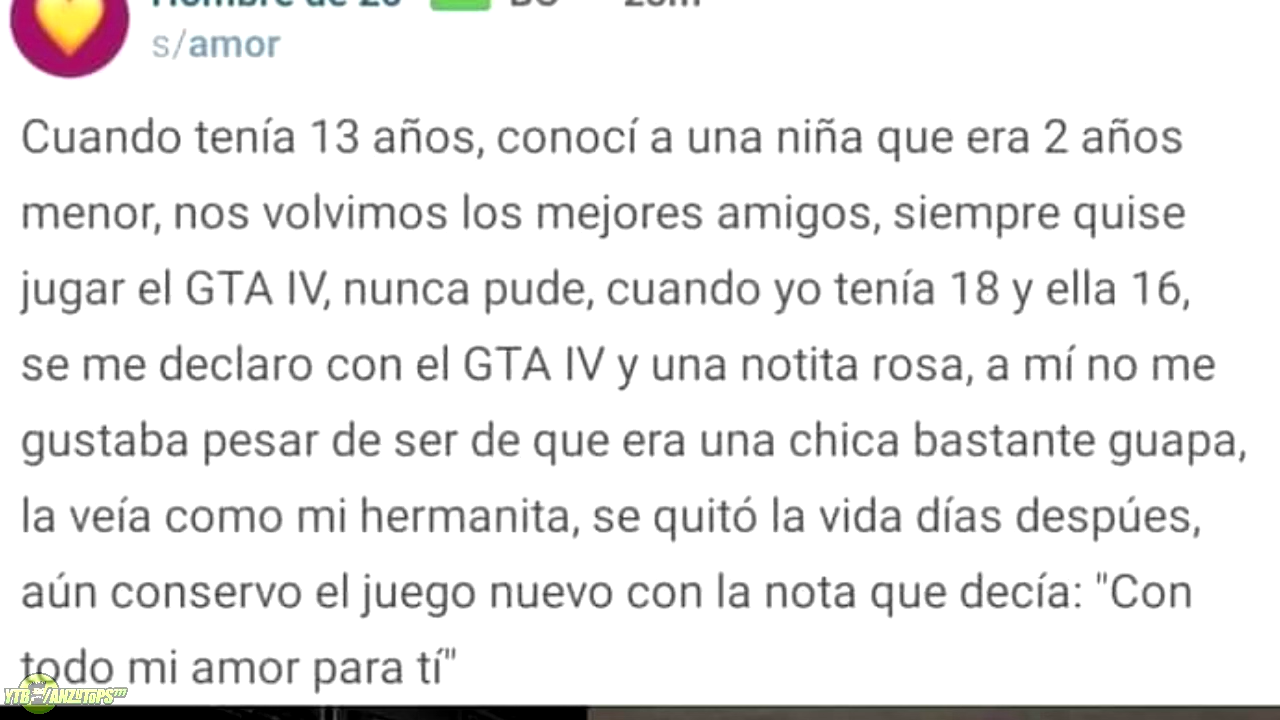 Hombre de 20
s/amor
Cuando tenía 13 años, conocí a una niña que era 2 años
menor, nos volvimos los mejores amigos, siempre quise
jugar el GTA IV, nunca pude, cuando yo tenía 18 y ella 16,
se me declaro con el GTA IV y una notita rosa, a mí no me
gustaba pesar de ser de que era una chica bastante guapa,
la veía como mi hermanita, se quitó la vida días despúes,
aún conservo el juego nuevo con la nota que decía: "Con
todo mi amor para tí"